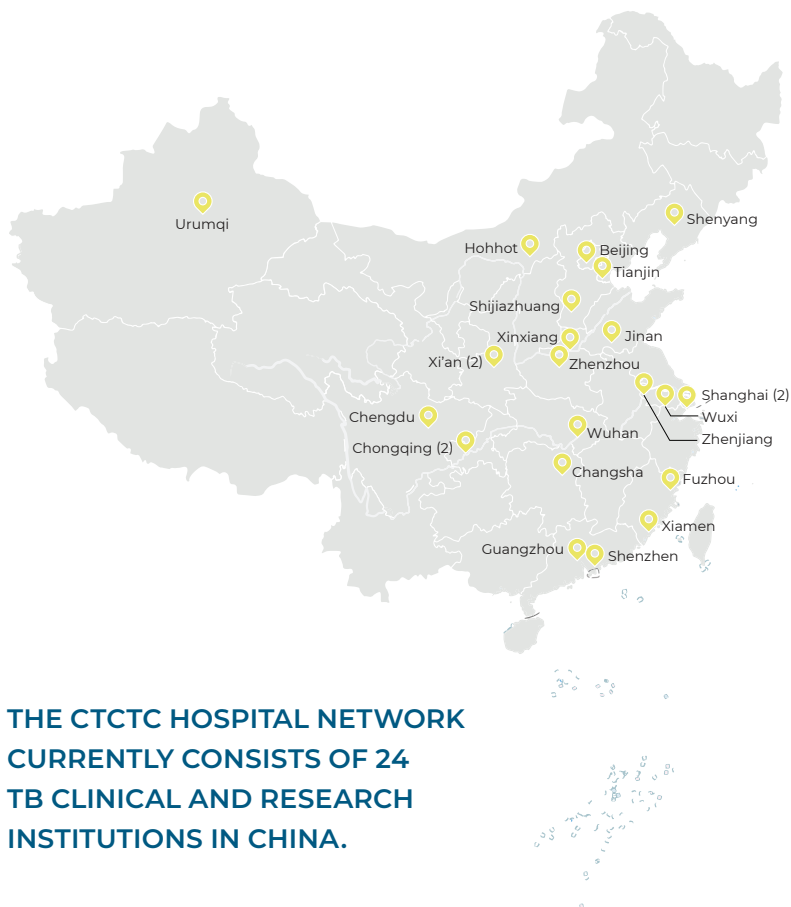 Urumqi
Shenyang
Hohhot
Beijing
Tianjin
Shijiazhuang
Xinxiang
Jinan
Xi'an (2)
Zhenzhou
Shanghai (2)
Wuxi
Chengdu
Wuhan
Zhenjiang
Chongqing (2)
Changsha
Fuzhou
Xiamen
Guangzhou
Shenzhen
THE CTCTC HOSPITAL NETWORK
CURRENTLY CONSISTS OF 24
TB CLINICAL AND RESEARCH
INSTITUTIONS IN CHINA.